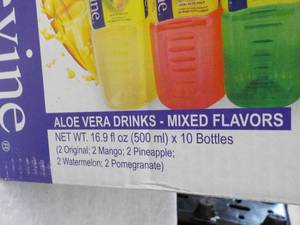 vine®
ALOE VERA DRINKS - MIXED FLAVORS
NET WT. 16.9 fl oz (500 ml) x 10 Bottles
(2 Original; 2 Mango; 2 Pineapple;
2 Watermelon; 2 Pomegranate)